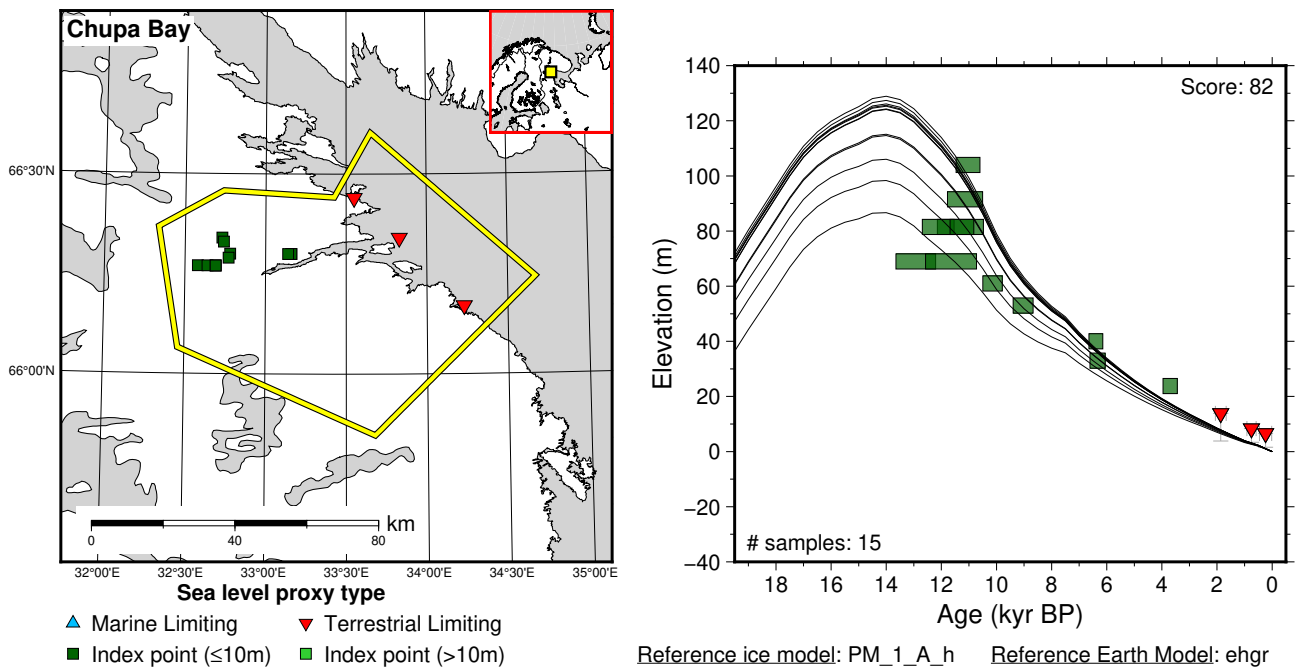 Chupa Bay
66°30'N
66°00'N
km
0 20 40 80
32°00'E 32°30'E 33°00'E 33°30'E 34°00'E 34°30'E 35°00'E
Sea level proxy type
Marine Limiting Terrestrial Limiting
Index point (≤10m) Index point (>10m)
Score: 82
140
120
100
80
60
40
20
0
−20
−40
Elevation (m)
# samples: 15
18 16 14 12 10 8 6 4 2 0
Age (kyr BP)
Reference ice model: PM_1_A_h Reference Earth Model: ehgr